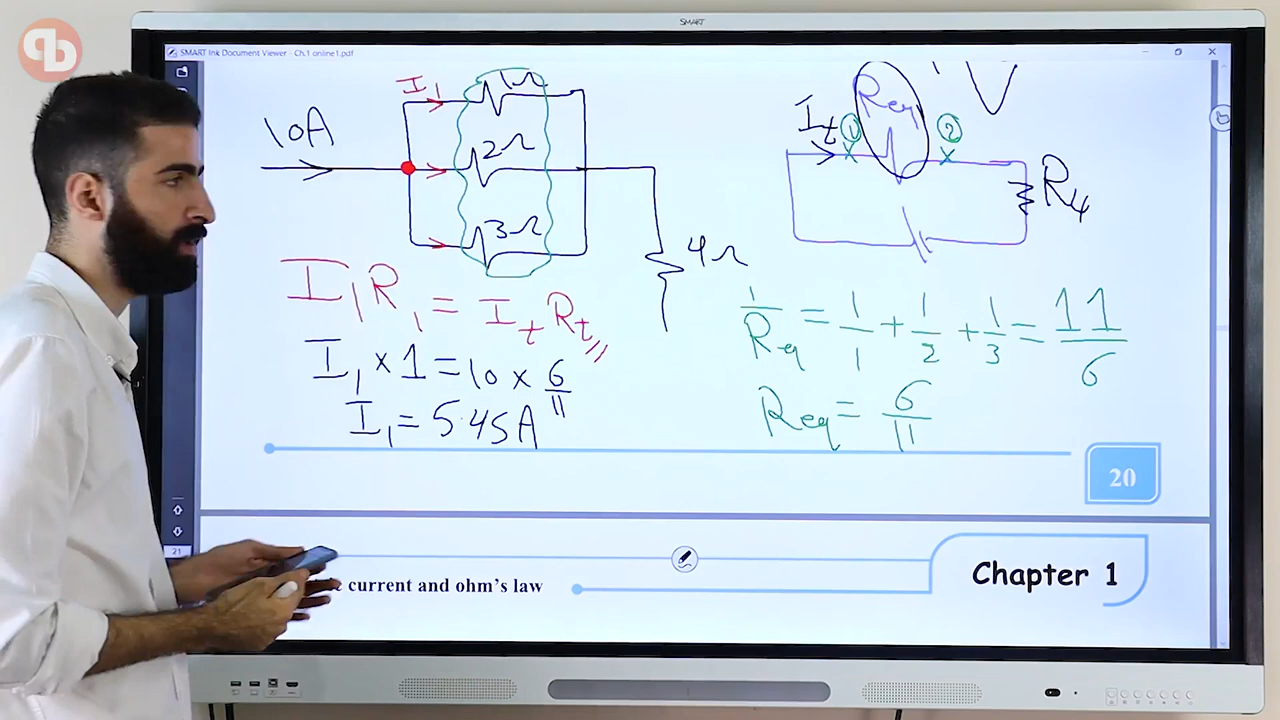 SMART
SMART Ink Document Viewer - Ch.1 online1.pdf
I1
1Ω
10A
2Ω
3Ω
4Ω
I1R1 = ItRt
I1 × 1 = 10 × 6/11
I1 = 5.45A
V
Req
It
1
2
R4
1/Req = 1/1 + 1/2 + 1/3 = 11/6
Req = 6/11
20
21
current and ohm's law
Chapter 1